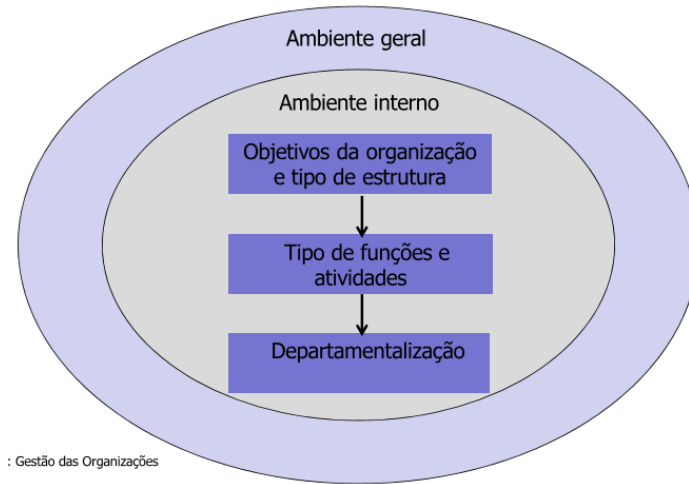 Ambiente geral
Ambiente interno
Objetivos da organização
e tipo de estrutura
Tipo de funções e
atividades
Departamentalização
: Gestão das Organizações